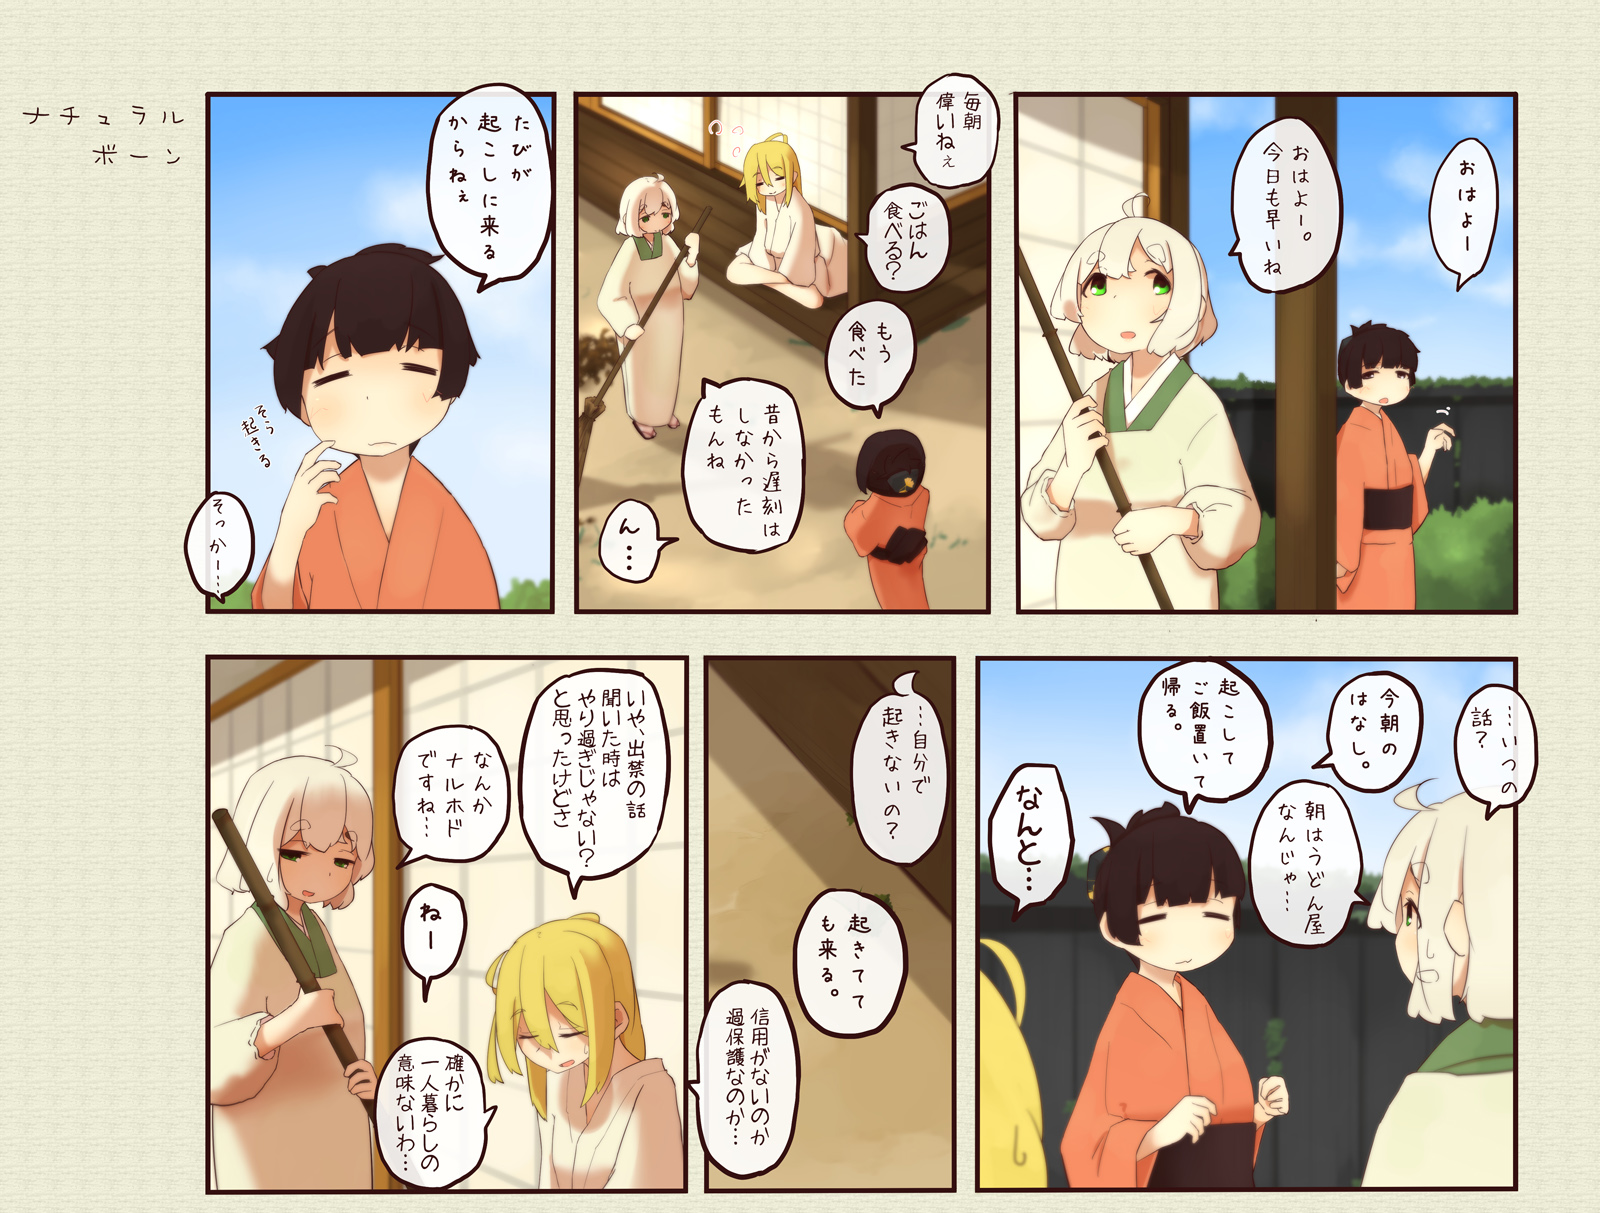 おはよー
おはよー。
今日も早いね
毎朝
偉いねぇ
ごはん
食べる?
もう
食べた
昔から遅刻は
しなかった
もんね
ん…
たびが
起こしに来る
からねぇ
そら
起きる
そっかー…
ナチュラル
ボーン
…いつの
話?
今朝の
はなし。
朝はうどん屋
なんじゃ…
起こして
ご飯置いて
帰る。
なんと…
…自分で
起きないの?
起きてて
も来る。
信用がないのか
過保護なのか…
いや、出禁の話
聞いた時は
やり過ぎじゃない?
と思ったけどさ
なんか
ナルホド
ですね…
ねー
確かに
一人暮らしの
意味ないわ…